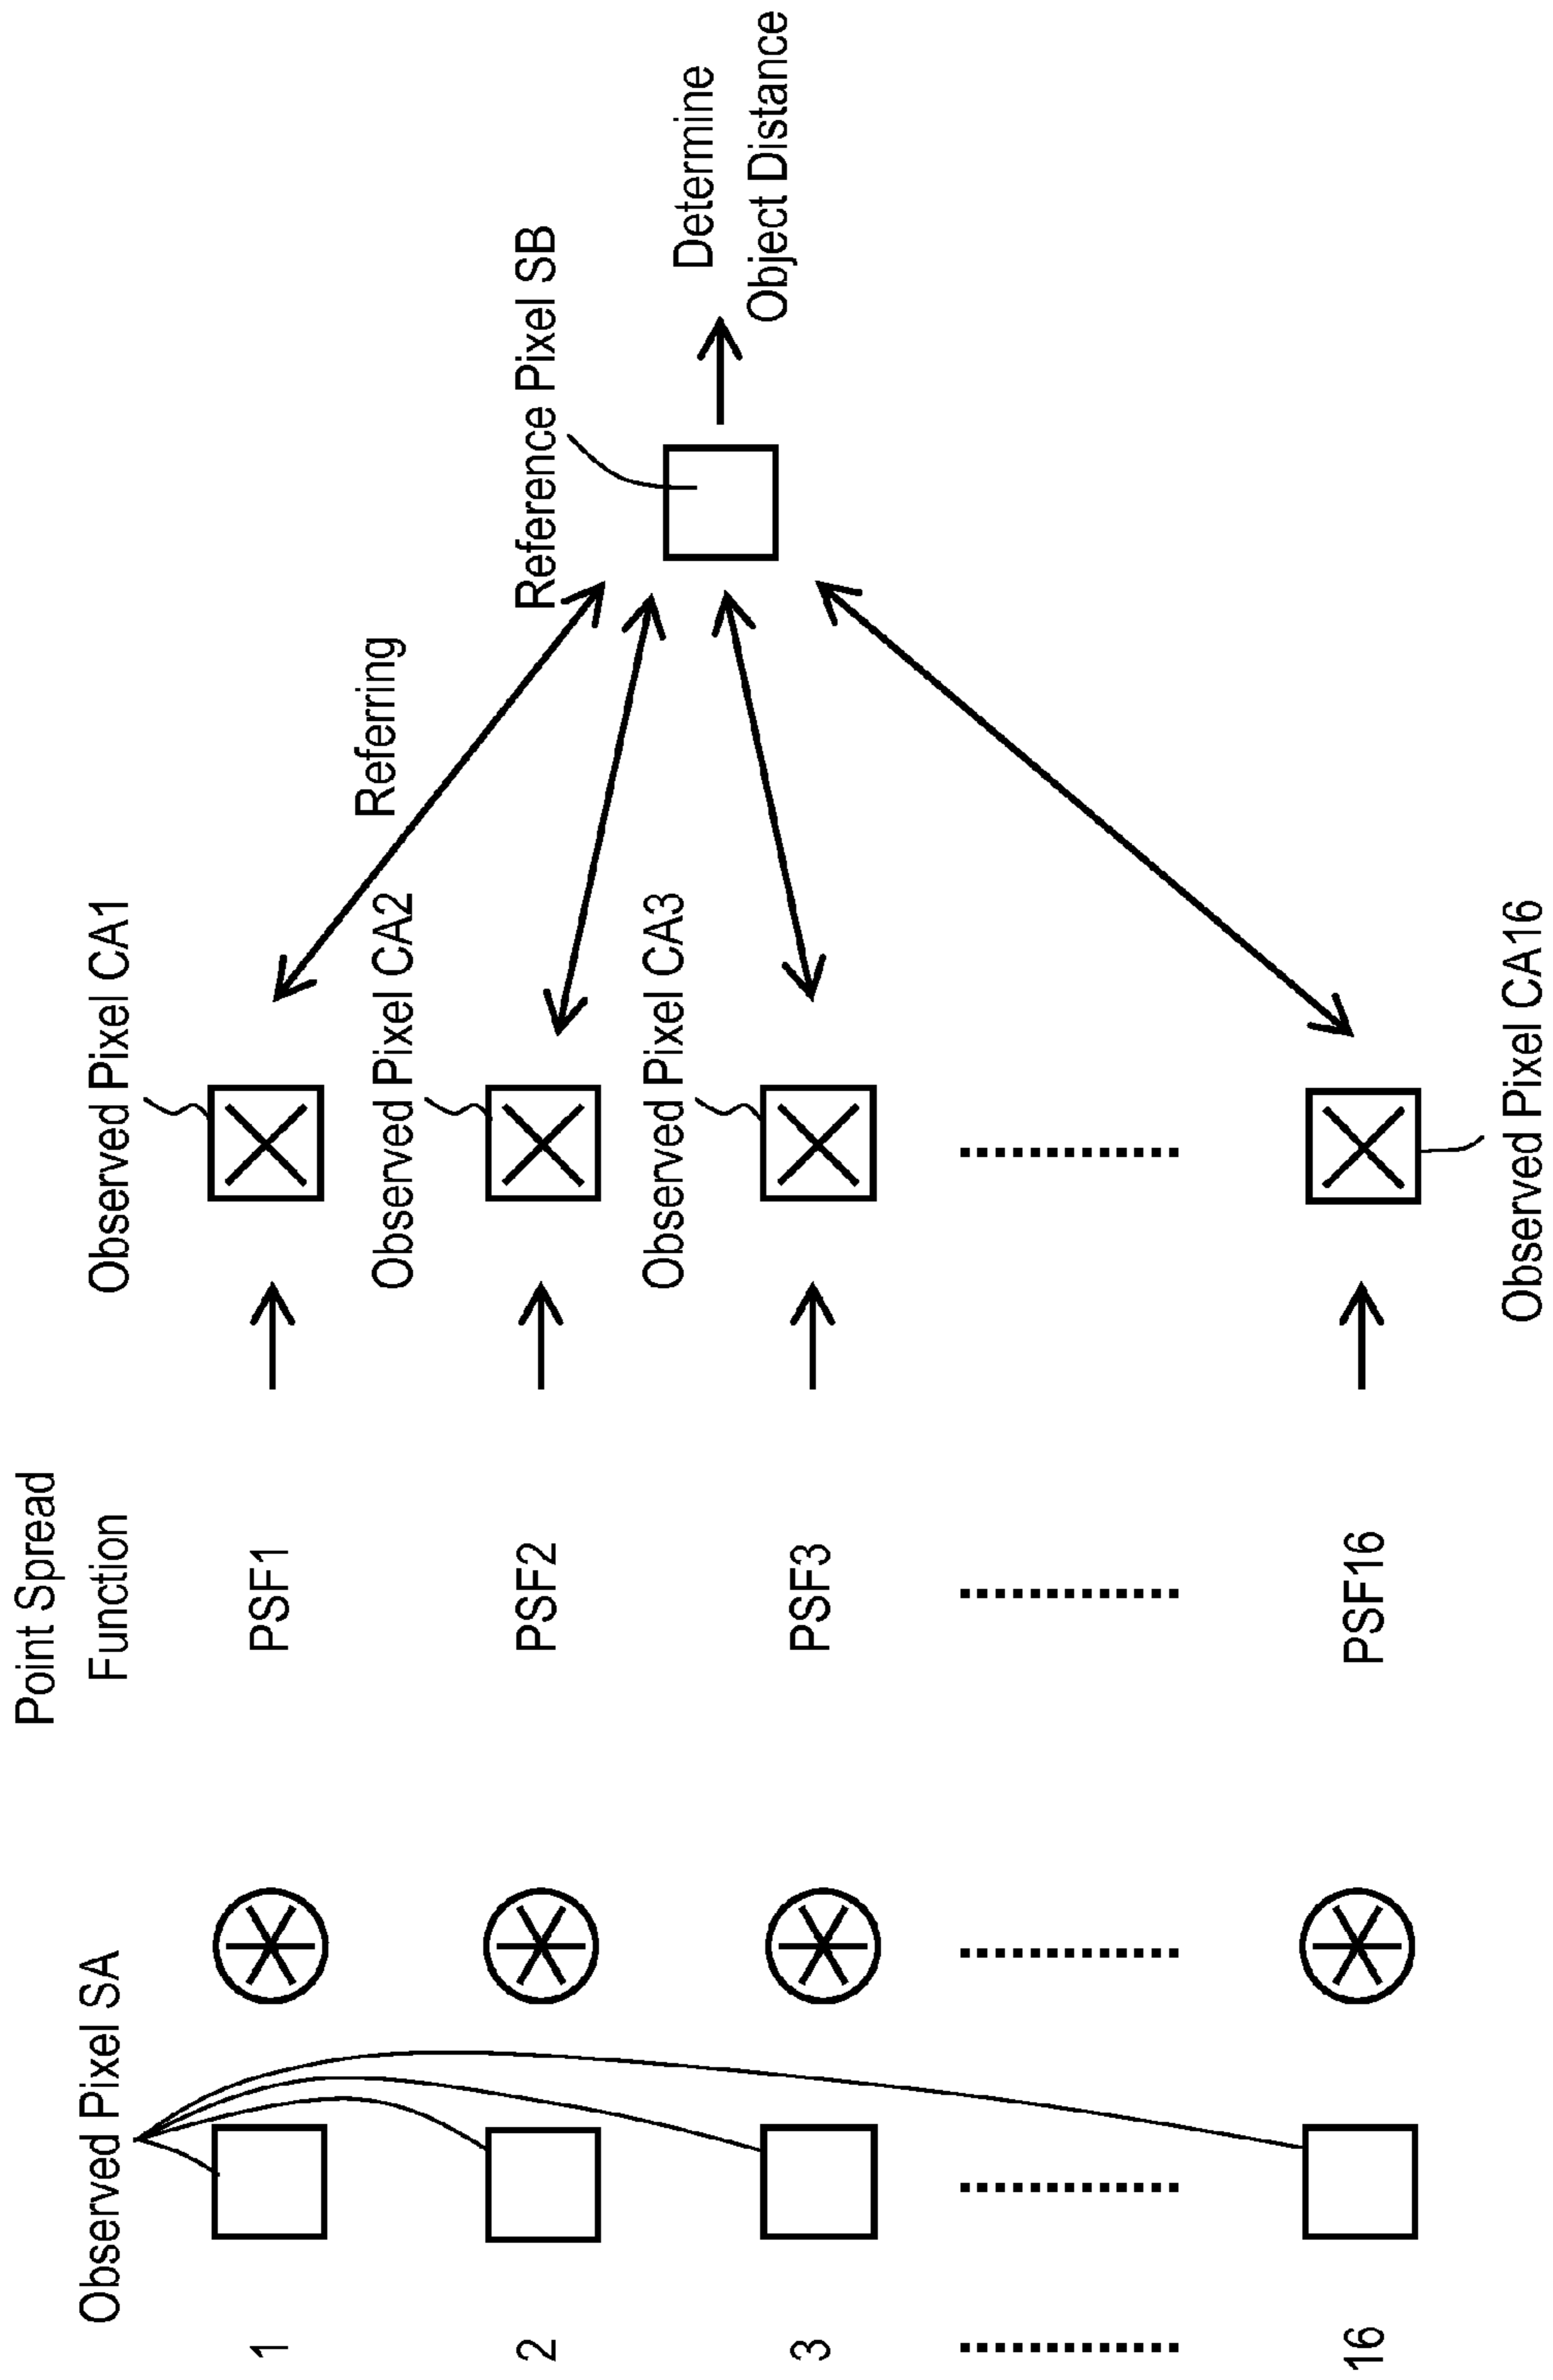 Observed Pixel SA
Point Spread
Function
1
PSF1
Observed Pixel CA1
Referring
2
PSF2
Observed Pixel CA2
Reference Pixel SB
3
PSF3
Observed Pixel CA3
Determine
Object Distance
16
PSF16
Observed Pixel CA16